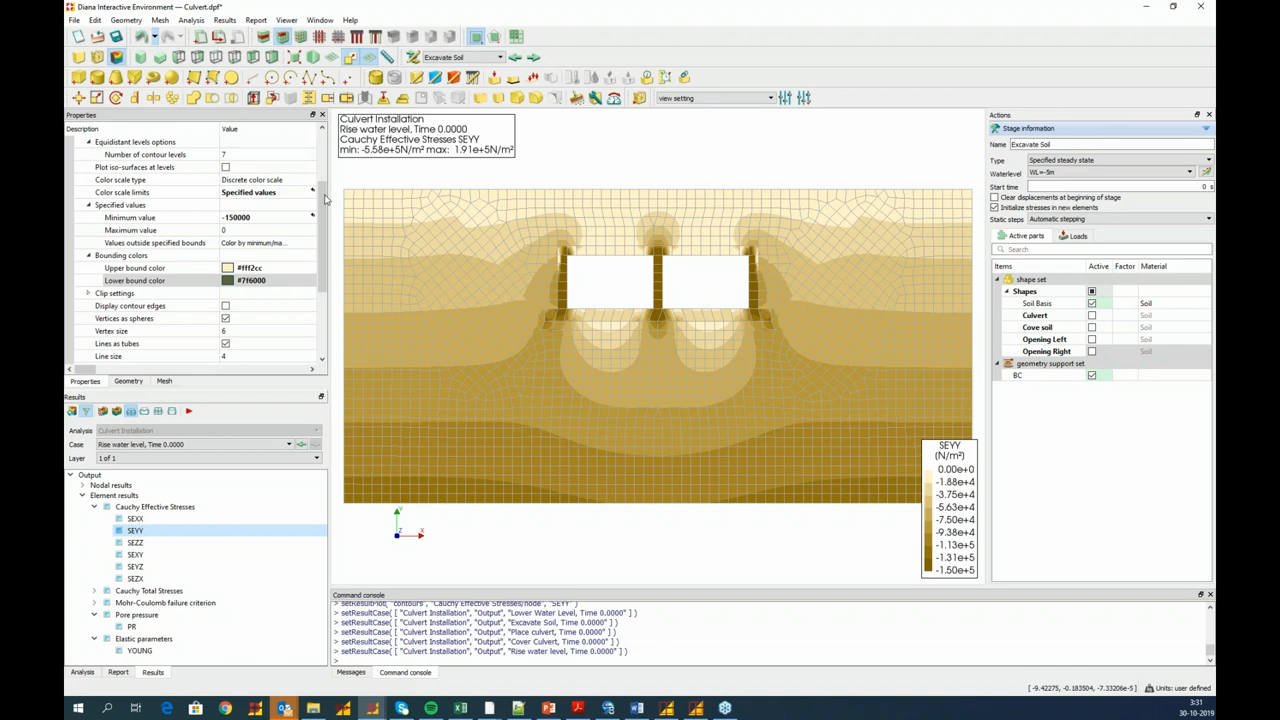 Diana Interactive Environment — Culvert.dpf*
File Edit Geometry Mesh Analysis Results Report Viewer Window Help
Excavate Soil
view setting
Properties
Description Value
Equidistant levels options
Number of contour levels 7
Plot iso-surfaces at levels
Color scale type Discrete color scale
Color scale limits Specified values
Specified values
Minimum value -150000
Maximum value 0
Values outside specified bounds Color by minimum/ma...
Bounding colors
Upper bound color #fff2cc
Lower bound color #7f6000
Clip settings
Display contour edges
Vertices as spheres
Vertex size 6
Lines as tubes
Line size 4
Properties Geometry Mesh
Results
Analysis Culvert Installation
Case Rise water level, Time 0.0000
Layer 1 of 1
Output
Nodal results
Element results
Cauchy Effective Stresses
SEXX
SEYY
SEZZ
SEXY
SEYZ
SEZX
Cauchy Total Stresses
Mohr-Coulomb failure criterion
Pore pressure
PR
Elastic parameters
YOUNG
Analysis Report Results
Culvert Installation
Rise water level, Time 0.0000
Cauchy Effective Stresses SEYY
min: -5.58e+5N/m² max: 1.91e+5N/m²
SEYY
(N/m²)
0.00e+0
-1.88e+4
-3.75e+4
-5.63e+4
-7.50e+4
-9.38e+4
-1.13e+5
-1.31e+5
-1.50e+5
Y
Z X
Command console
> setResultPlot( "contours", "Cauchy Effective Stresses/node", "SEYY" )
> setResultCase( [ "Culvert Installation", "Output", "Lower Water Level, Time 0.0000" ] )
> setResultCase( [ "Culvert Installation", "Output", "Excavate Soil, Time 0.0000" ] )
> setResultCase( [ "Culvert Installation", "Output", "Place culvert, Time 0.0000" ] )
> setResultCase( [ "Culvert Installation", "Output", "Cover Culvert, Time 0.0000" ] )
> setResultCase( [ "Culvert Installation", "Output", "Rise water level, Time 0.0000" ] )
>
Messages Command console
Actions
Stage information
Name Excavate Soil
Type Specified steady state
Waterlevel WL=-5m
Start time 0 s
Clear displacements at beginning of stage
Initialize stresses in new elements
Static steps Automatic stepping
Active parts Loads
Search
Items Active Factor Material
shape set
Shapes
Soil Basis Soil
Culvert Soil
Cove soil Soil
Opening Left Soil
Opening Right Soil
geometry support set
BC
[ -9.42275, -0.183504, -7.33206e-5 ] Units: user defined
3:31
30-10-2019